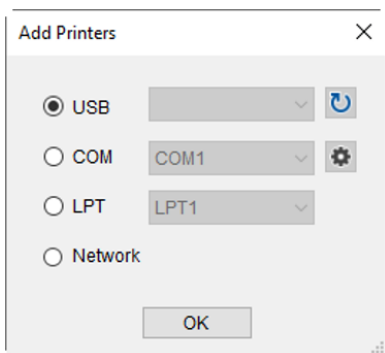 Add Printers
USB
COM COM1
LPT LPT1
Network
OK